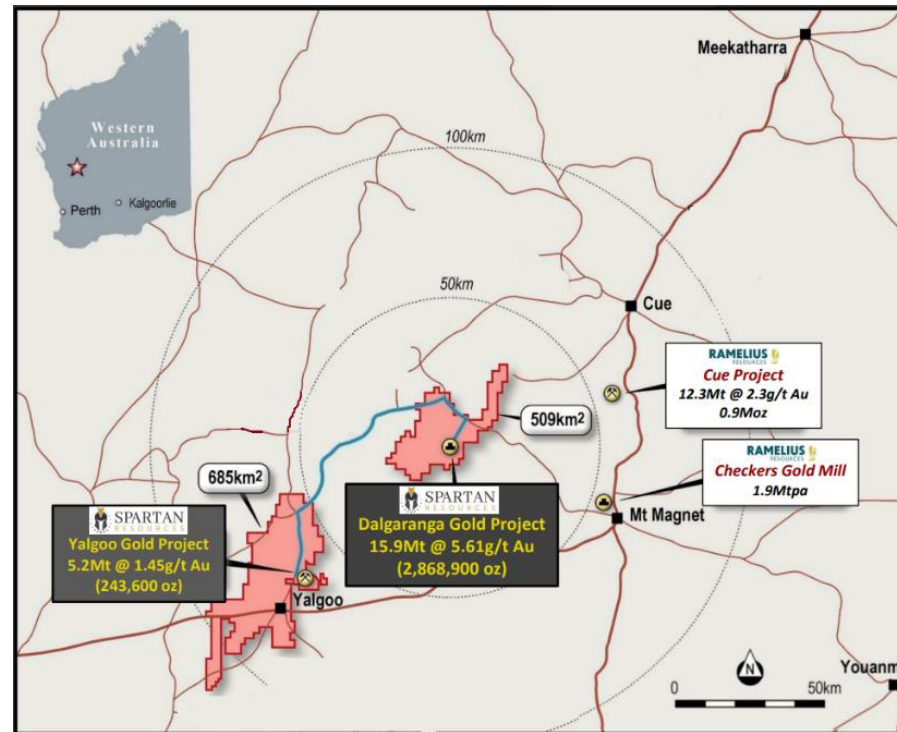 Meekatharra
Western
Australia
Perth
Kalgoorlie
100km
50km
Cue
RAMELIUS
RESOURCES
Cue Project
12.3Mt @ 2.3g/t Au
0.9Moz
509km2
RAMELIUS
RESOURCES
Checkers Gold Mill
1.9Mtpa
685km2
SPARTAN
RESOURCES
Yalgoo Gold Project
5.2Mt @ 1.45g/t Au
(243,600 oz)
SPARTAN
RESOURCES
Dalgaranga Gold Project
15.9Mt @ 5.61g/t Au
(2,868,900 oz)
Mt Magnet
Yalgoo
N
0 50km
Youanm